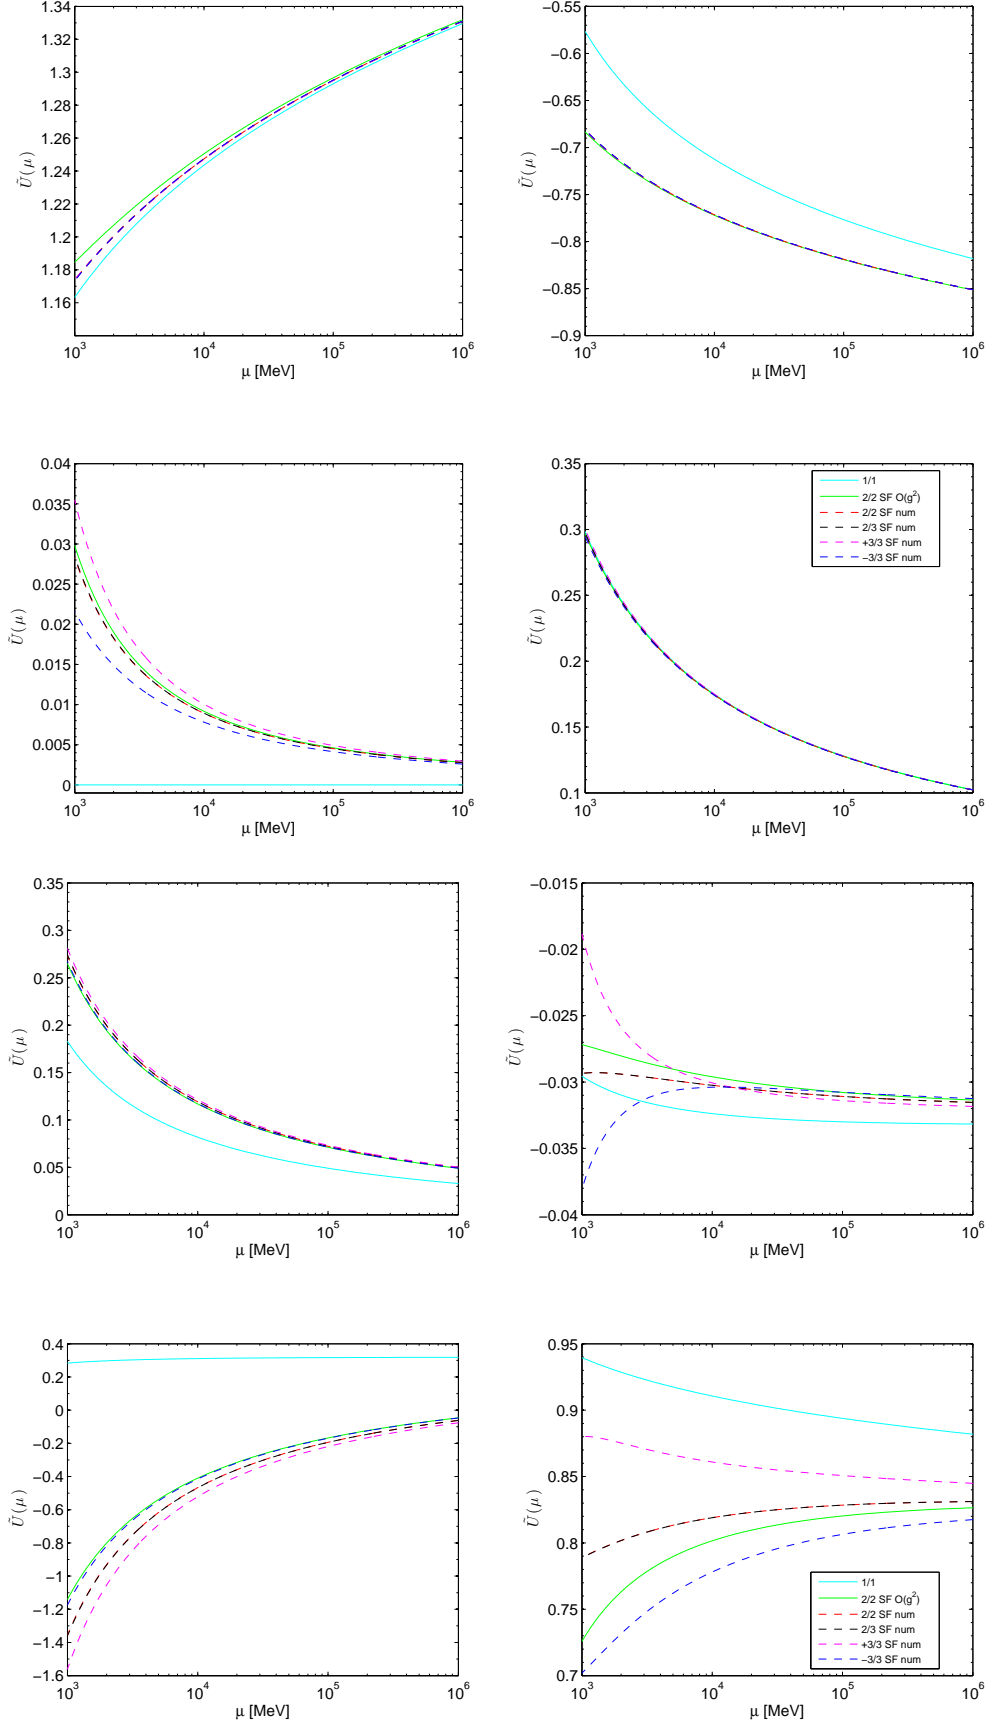 1.34
1.32
1.3
1.28
1.26
1.24
1.22
1.2
1.18
1.16
Ũ(μ)
10³ 10⁴ 10⁵ 10⁶
μ [MeV]
−0.55
−0.6
−0.65
−0.7
−0.75
−0.8
−0.85
−0.9
Ũ(μ)
10³ 10⁴ 10⁵ 10⁶
μ [MeV]
0.04
0.035
0.03
0.025
0.02
0.015
0.01
0.005
0
Ũ(μ)
10³ 10⁴ 10⁵ 10⁶
μ [MeV]
0.35
0.3
0.25
0.2
0.15
0.1
Ũ(μ)
10³ 10⁴ 10⁵ 10⁶
μ [MeV]
1/1
2/2 SF O(g²)
2/2 SF num
2/3 SF num
+3/3 SF num
−3/3 SF num
0.35
0.3
0.25
0.2
0.15
0.1
0.05
0
Ũ(μ)
10³ 10⁴ 10⁵ 10⁶
μ [MeV]
−0.015
−0.02
−0.025
−0.03
−0.035
−0.04
Ũ(μ)
10³ 10⁴ 10⁵ 10⁶
μ [MeV]
0.4
0.2
0
−0.2
−0.4
−0.6
−0.8
−1
−1.2
−1.4
−1.6
Ũ(μ)
10³ 10⁴ 10⁵ 10⁶
μ [MeV]
0.95
0.9
0.85
0.8
0.75
0.7
Ũ(μ)
10³ 10⁴ 10⁵ 10⁶
μ [MeV]
1/1
2/2 SF O(g²)
2/2 SF num
2/3 SF num
+3/3 SF num
−3/3 SF num